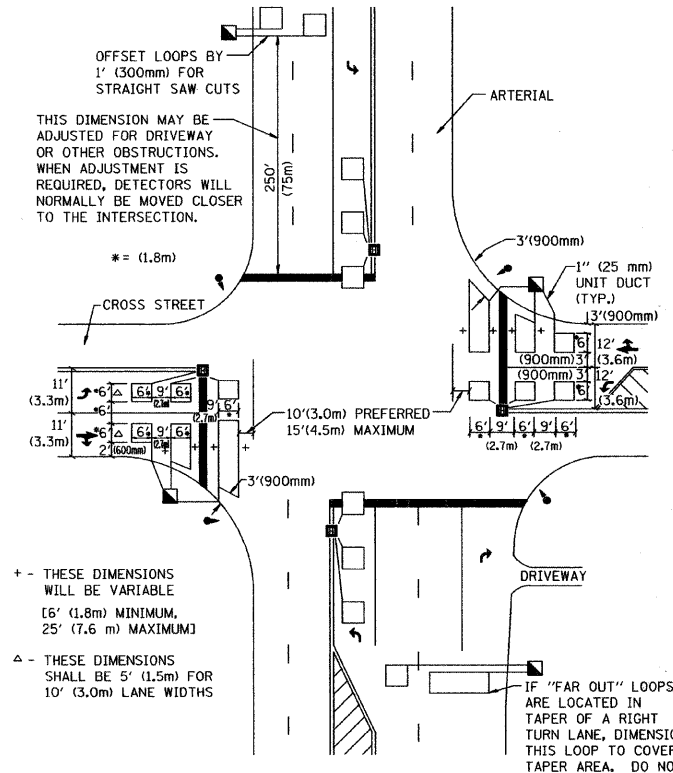 OFFSET LOOPS BY
1' (300mm) FOR
STRAIGHT SAW CUTS
ARTERIAL
THIS DIMENSION MAY BE
ADJUSTED FOR DRIVEWAY
OR OTHER OBSTRUCTIONS.
WHEN ADJUSTMENT IS
REQUIRED, DETECTORS WILL
NORMALLY BE MOVED CLOSER
TO THE INTERSECTION.
250'
(75m)
*= (1.8m)
3'(900mm)
1" (25 mm)
UNIT DUCT
(TYP.)
3'(900mm)
CROSS STREET
+ + +
6' 12'
(900mm) 3' (3.6m)
(900mm) 3' 12'
6'
(3.6m)
11'
(3.3m)
*6' △ 6' 9' 6'
(2.7m)
*6'
9' 6'
(2.7m)
11'
(3.3m)
*6' △ 6' 9' 6'
(2.7m)
2' (600mm)
+ + +
10'(3.0m) PREFERRED
15'(4.5m) MAXIMUM
6' 9' 6' 9' 6'
(2.7m) (2.7m)
3'(900mm)
+ - THESE DIMENSIONS
WILL BE VARIABLE
[6' (1.8m) MINIMUM,
25' (7.6 m) MAXIMUM]
DRIVEWAY
△ - THESE DIMENSIONS
SHALL BE 5' (1.5m) FOR
10' (3.0m) LANE WIDTHS
IF "FAR OUT" LOOPS
ARE LOCATED IN
TAPER OF A RIGHT
TURN LANE, DIMENSIO
THIS LOOP TO COVER
TAPER AREA. DO NO